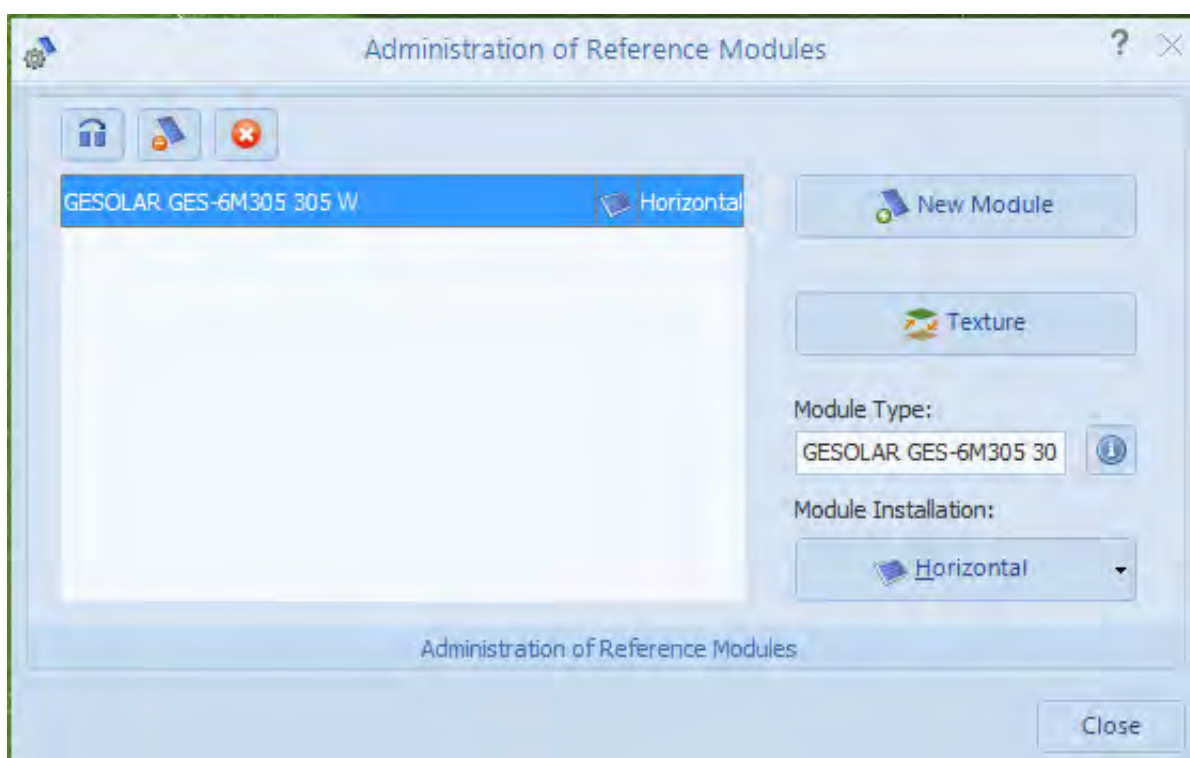 Administration of Reference Modules ?
GESOLAR GES-6M305 305 W Horizontal
New Module
Texture
Module Type:
GESOLAR GES-6M305 30
Module Installation:
Horizontal
Administration of Reference Modules
Close